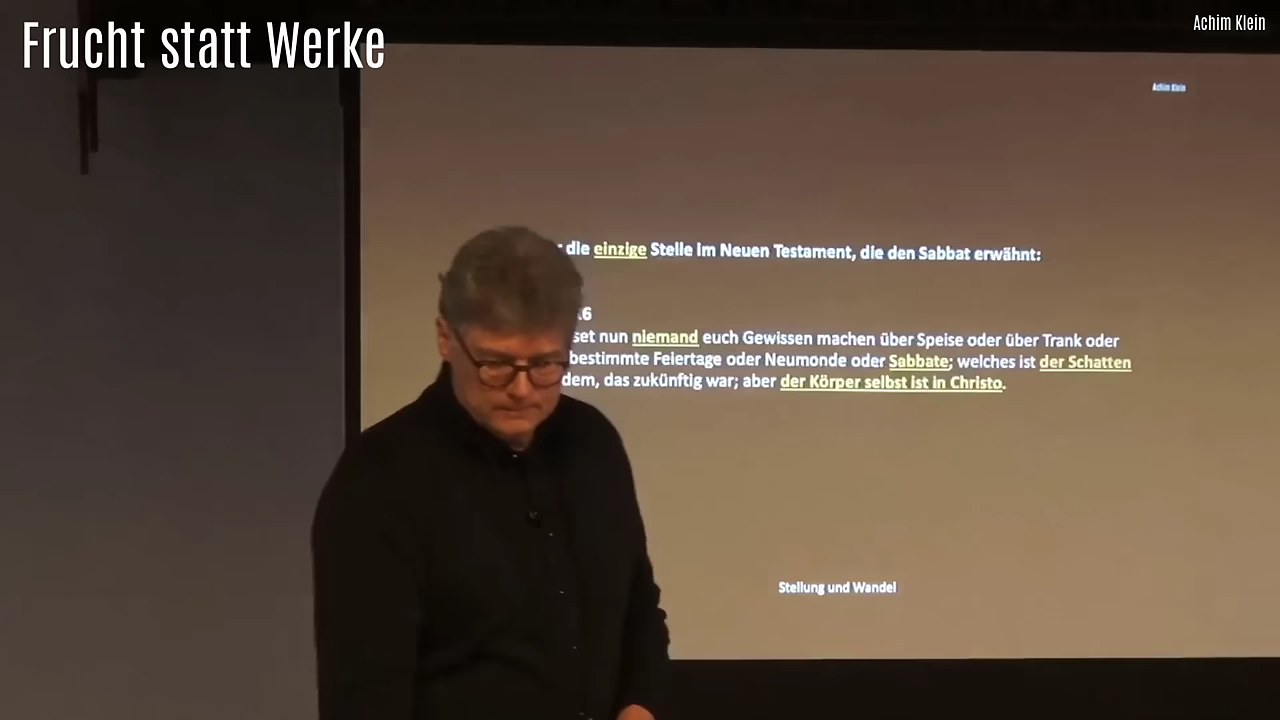 Frucht statt Werke
Achim Klein
Achim Klein
die einzige Stelle im Neuen Testament, die den Sabbat erwähnt:
16
set nun niemand euch Gewissen machen über Speise oder über Trank oder
bestimmte Feiertage oder Neumonde oder Sabbate; welches ist der Schatten
dem, das zukünftig war; aber der Körper selbst ist in Christo.
Stellung und Wandel